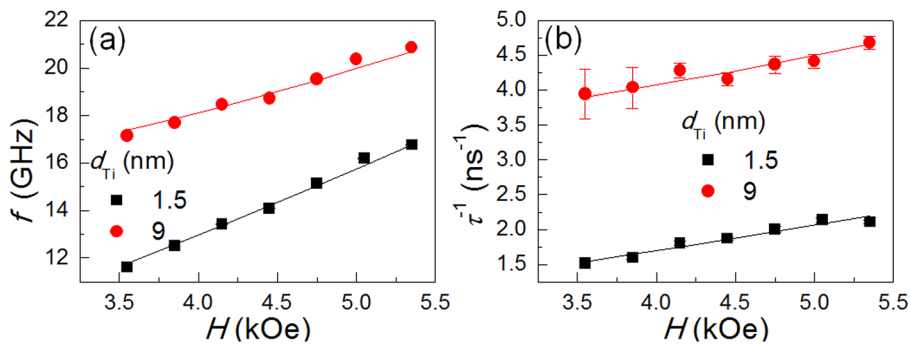 (a)
22
20
18
16
14
12
f (GHz)
d_Ti (nm)
1.5
9
3.5 4.0 4.5 5.0 5.5
H (kOe)
(b)
5.0
4.5
4.0
3.5
3.0
2.5
2.0
1.5
τ⁻¹ (ns⁻¹)
d_Ti (nm)
1.5
9
3.5 4.0 4.5 5.0 5.5
H (kOe)